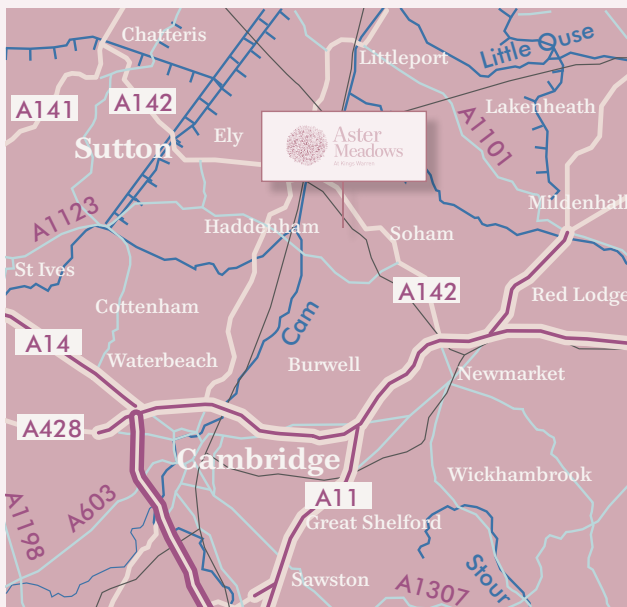 Chatteris
Littleport
Little Ouse
A141
A142
Lakenheath
A1101
Ely
Sutton
Aster
Meadows
Mildenhall
A1123
Haddenham
Soham
St Ives
A142
Red Lodge
Cottenham
Cam
A14
Waterbeach
Burwell
Newmarket
A428
Cambridge
Wickhambrook
A11
A603
A1198
Great Shelford
Stour
Sawston
A1307